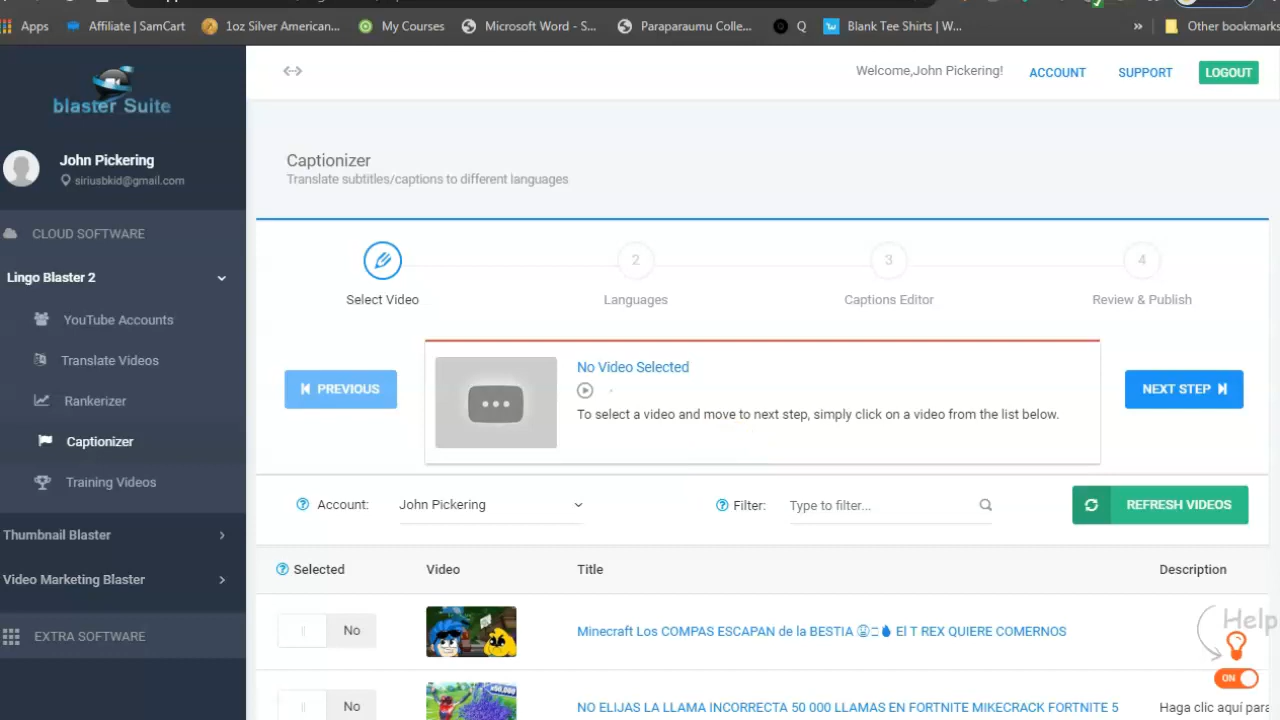 Apps
Affiliate| SamCart
1oz Silver American...
My Courses
Microsoft Word - S...
Paraparaumu Colle...
Q
Blank Tee Shirts | W...
»
Other bookmarks
blaster Suite
Welcome,John Pickering!
ACCOUNT
SUPPORT
LOGOUT
John Pickering
siriusbkid@gmail.com
Captionizer
Translate subtitles/captions to different languages
CLOUD SOFTWARE
Lingo Blaster 2
YouTube Accounts
Translate Videos
Rankerizer
Captionizer
Training Videos
Thumbnail Blaster
Video Marketing Blaster
EXTRA SOFTWARE
2
3
4
Select Video
Languages
Captions Editor
Review & Publish
PREVIOUS
No Video Selected
To select a video and move to next step, simply click on a video from the list below.
NEXT STEP
Account:
John Pickering
Filter:
Type to filter...
REFRESH VIDEOS
Selected
Video
Title
Description
No
Minecraft Los COMPAS ESCAPAN de la BESTIA 😨⊐💧 El T REX QUIERE COMERNOS
Help
ON
No
NO ELIJAS LA LLAMA INCORRECTA 50 000 LLAMAS EN FORTNITE MIKECRACK FORTNITE 5
Haga clic aquí para